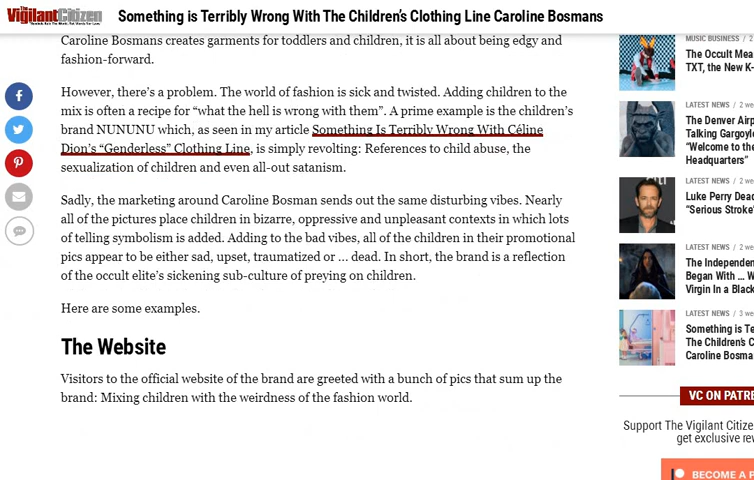 The
Vigilant Citizen
Something is Terribly Wrong With The Children's Clothing Line Caroline Bosmans
Caroline Bosmans creates garments for toddlers and children, it is all about being edgy and
fashion-forward.
However, there's a problem. The world of fashion is sick and twisted. Adding children to the
mix is often a recipe for “what the hell is wrong with them”. A prime example is the children's
brand NUNUNU which, as seen in my article Something Is Terribly Wrong With Céline
Dion's “Genderless” Clothing Line, is simply revolting: References to child abuse, the
sexualization of children and even all-out satanism.
Sadly, the marketing around Caroline Bosman sends out the same disturbing vibes. Nearly
all of the pictures place children in bizarre, oppressive and unpleasant contexts in which lots
of telling symbolism is added. Adding to the bad vibes, all of the children in their promotional
pics appear to be either sad, upset, traumatized or … dead. In short, the brand is a reflection
of the occult elite's sickening sub-culture of preying on children.
Here are some examples.
The Website
Visitors to the official website of the brand are greeted with a bunch of pics that sum up the
brand: Mixing children with the weirdness of the fashion world.
MUSIC BUSINESS / 2
The Occult Mea
TXT, the New K-
LATEST NEWS / 2 we
The Denver Airp
Talking Gargoyl
“Welcome to the
Headquarters”
LATEST NEWS / 2 we
Luke Perry Dead
“Serious Stroke”
LATEST NEWS / 2 we
The Independen
Began With ... W
Virgin In a Black
LATEST NEWS / 3 we
Something is Te
The Children's C
Caroline Bosma
VC ON PATRE
Support The Vigilant Citize
get exclusive rev
BECOME A P